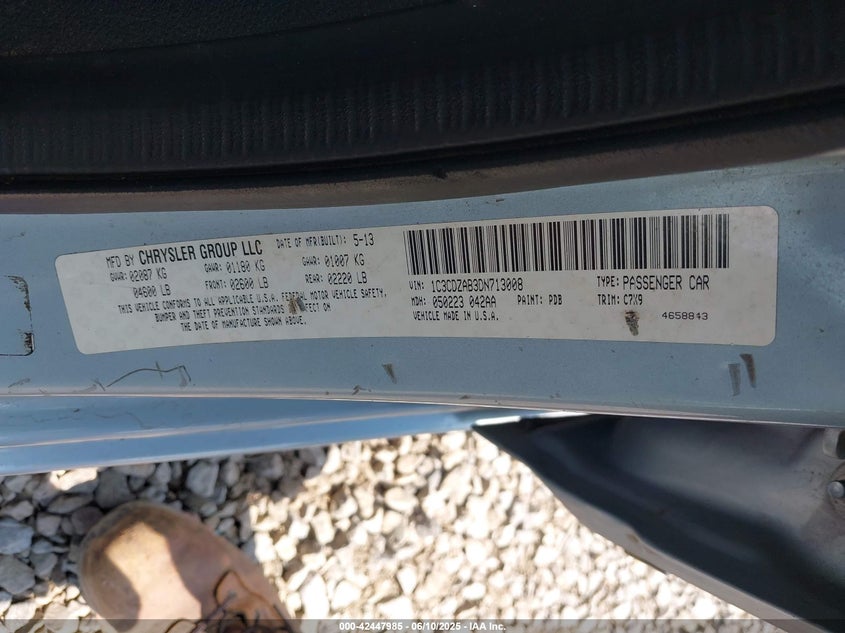 MFD BY CHRYSLER GROUP LLC DATE OF MFR(BUILT): 5-13
GVWR: 02087 KG GAWR: 01180 KG GAWR: 01007 KG
04600 LB FRONT: 02600 LB REAR: 02220 LB
THIS VEHICLE CONFORMS TO ALL APPLICABLE U.S.A. FEDERAL MOTOR VEHICLE SAFETY,
BUMPER AND THEFT PREVENTION STANDARDS IN EFFECT ON
THE DATE OF MANUFACTURE SHOWN ABOVE.
VIN: 1C3CDZAB3DN713008 TYPE: PASSENGER CAR
MDH: 050223 042AA PAINT: PDB TRIM: C7X9
VEHICLE MADE IN U.S.A. 4658843
000-42447985 - 06/10/2025 - IAA Inc.